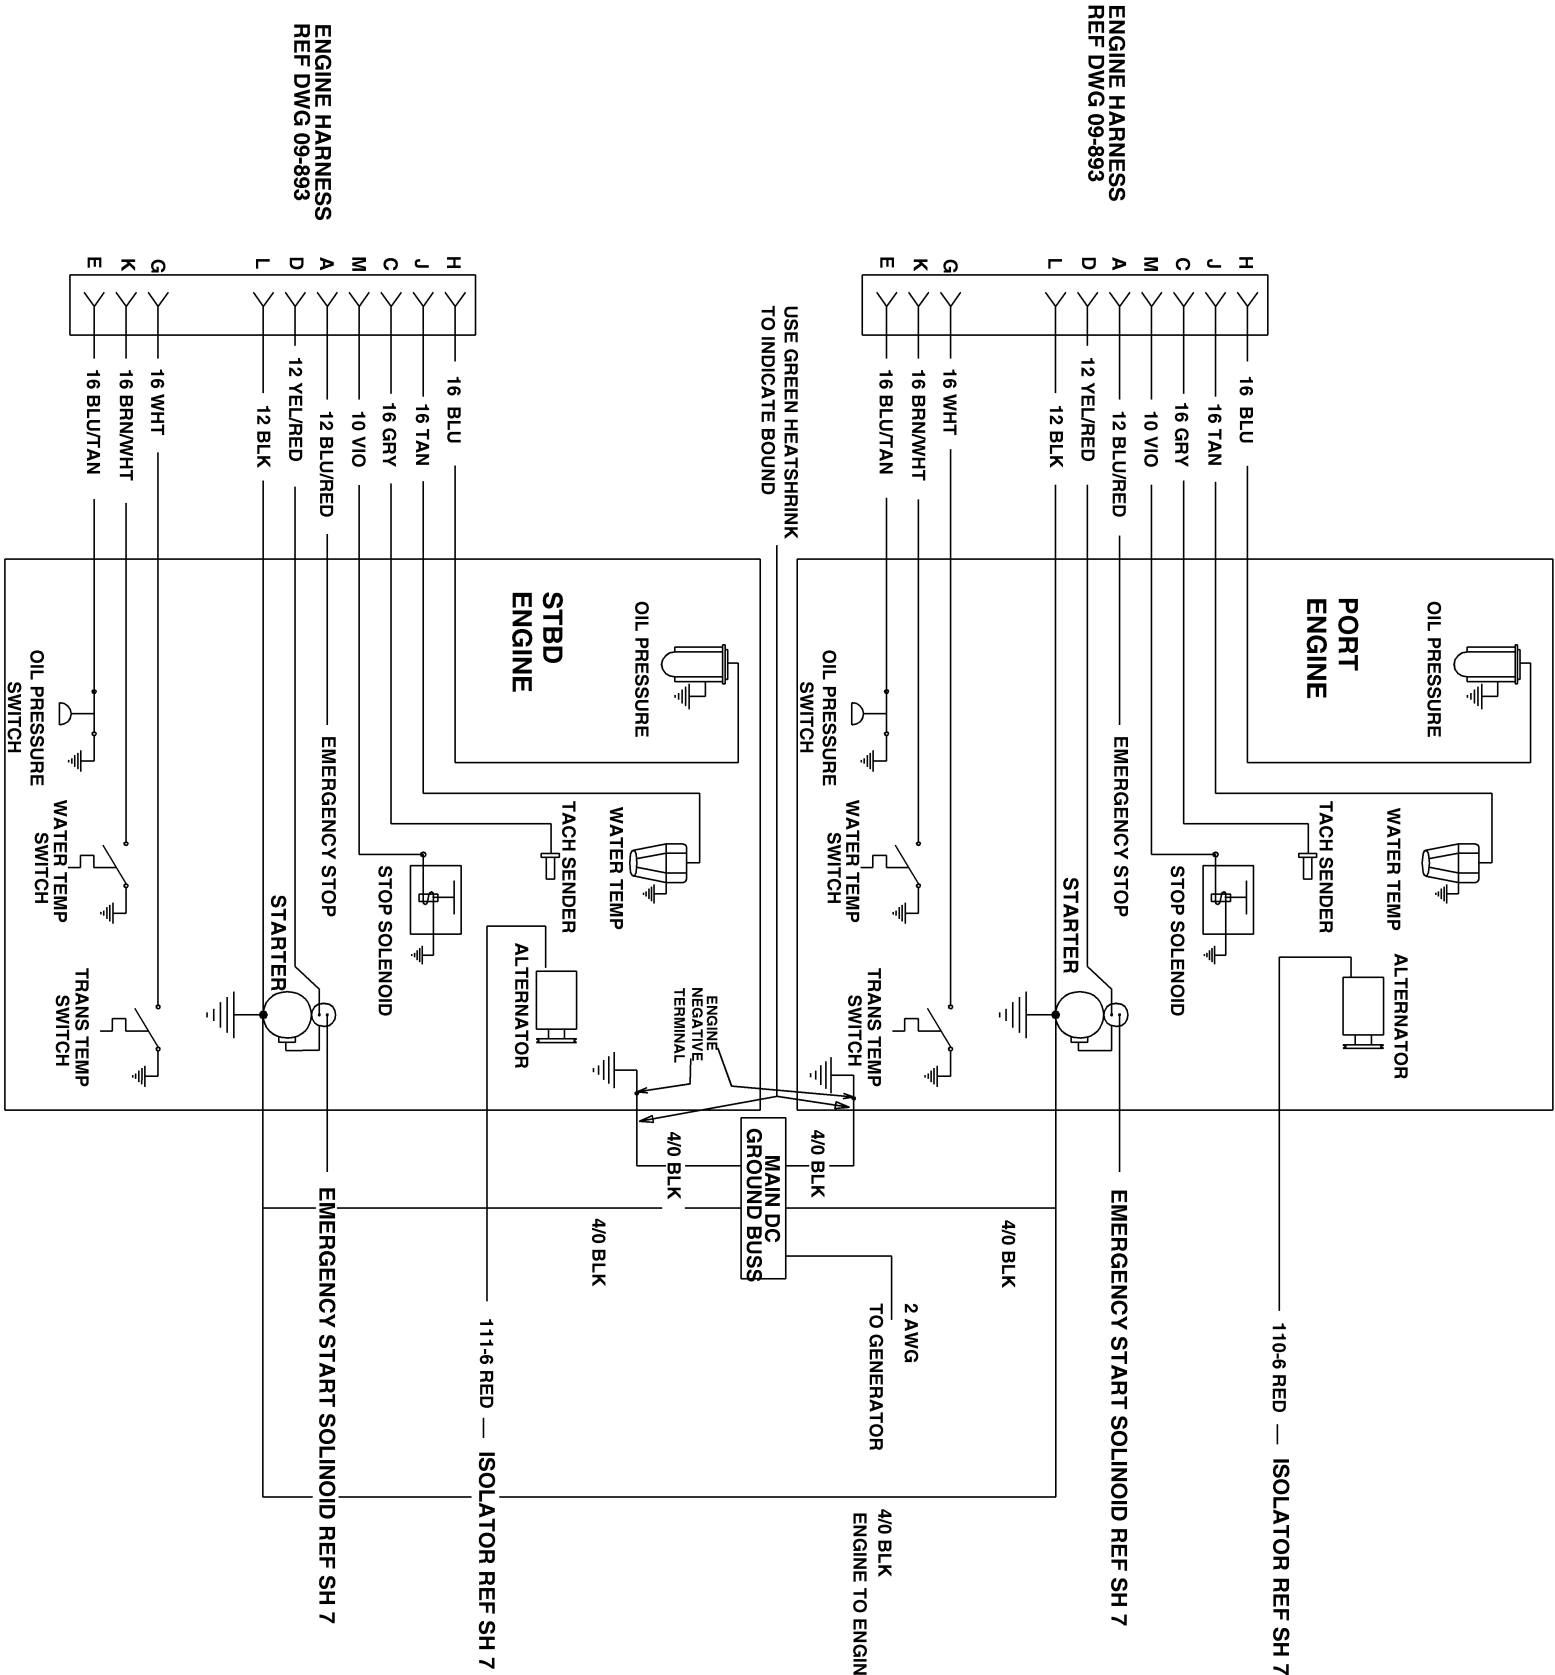 ENGINE HARNESS
REF DWG 09-893
H
J
C
M
A
D
L
G
K
E
16  BLU
16 TAN
16 GRY
10 VIO
12 BLU/RED
12 YEL/RED
12 BLK
16 WHT
16 BRN/WHT
16 BLU/TAN
PORT
ENGINE
OIL PRESSURE
WATER TEMP
TACH SENDER
STOP SOLENOID
ALTERNATOR
EMERGENCY STOP
STARTER
OIL PRESSURE
SWITCH
WATER TEMP
SWITCH
TRANS TEMP
SWITCH
110-6 RED — ISOLATOR REF SH 7
EMERGENCY START SOLINOID REF SH 7
USE GREEN HEATSHRINK
TO INDICATE BOUND
ENGINE
NEGATIVE
TERMINAL
4/0 BLK
4/0 BLK
MAIN DC
GROUND BUSS
4/0 BLK
4/0 BLK
2 AWG
TO GENERATOR
4/0 BLK
ENGINE TO ENGIN
ENGINE HARNESS
REF DWG 09-893
H
J
C
M
A
D
L
G
K
E
16  BLU
16 TAN
16 GRY
10 VIO
12 BLU/RED
12 YEL/RED
12 BLK
16 WHT
16 BRN/WHT
16 BLU/TAN
STBD
ENGINE
OIL PRESSURE
WATER TEMP
TACH SENDER
STOP SOLENOID
ALTERNATOR
EMERGENCY STOP
STARTER
OIL PRESSURE
SWITCH
WATER TEMP
SWITCH
TRANS TEMP
SWITCH
111-6 RED — ISOLATOR REF SH 7
EMERGENCY START SOLINOID REF SH 7